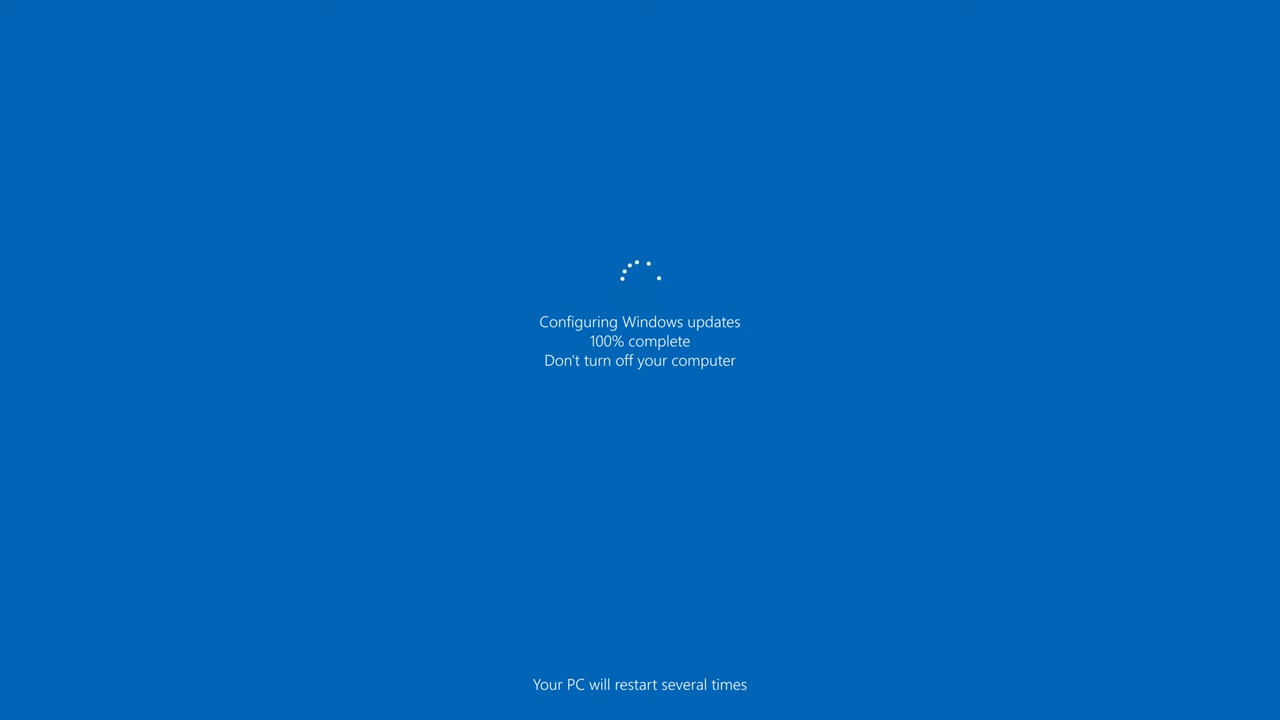 Configuring Windows updates
100% complete
Don't turn off your computer
Your PC will restart several times